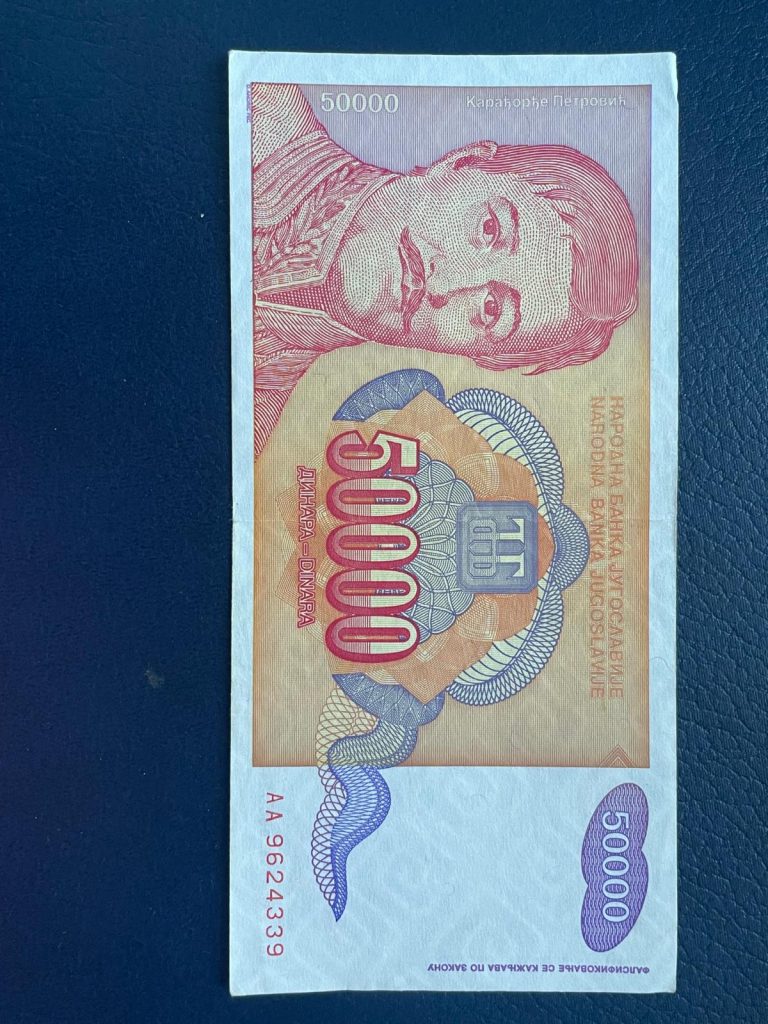 50000
Карађорђе Петровић
НАРОДНА БАНКА ЈУГОСЛАВИЈЕ
NARODNA BANKA JUGOSLAVIJE
50000
ДИНАРА – DINARA
50000
AA 9624339
ФАЛСИФИКОВАЊЕ СЕ КАЖЊАВА ПО ЗАКОНУ